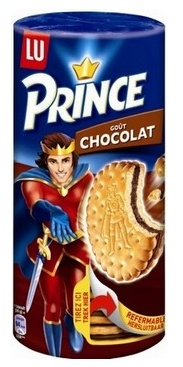 LU
PRINCE
GOÛT
CHOCOLAT
TIREZ ICI
TREK HIER
REFERMABLE
HERSLUITBAAR